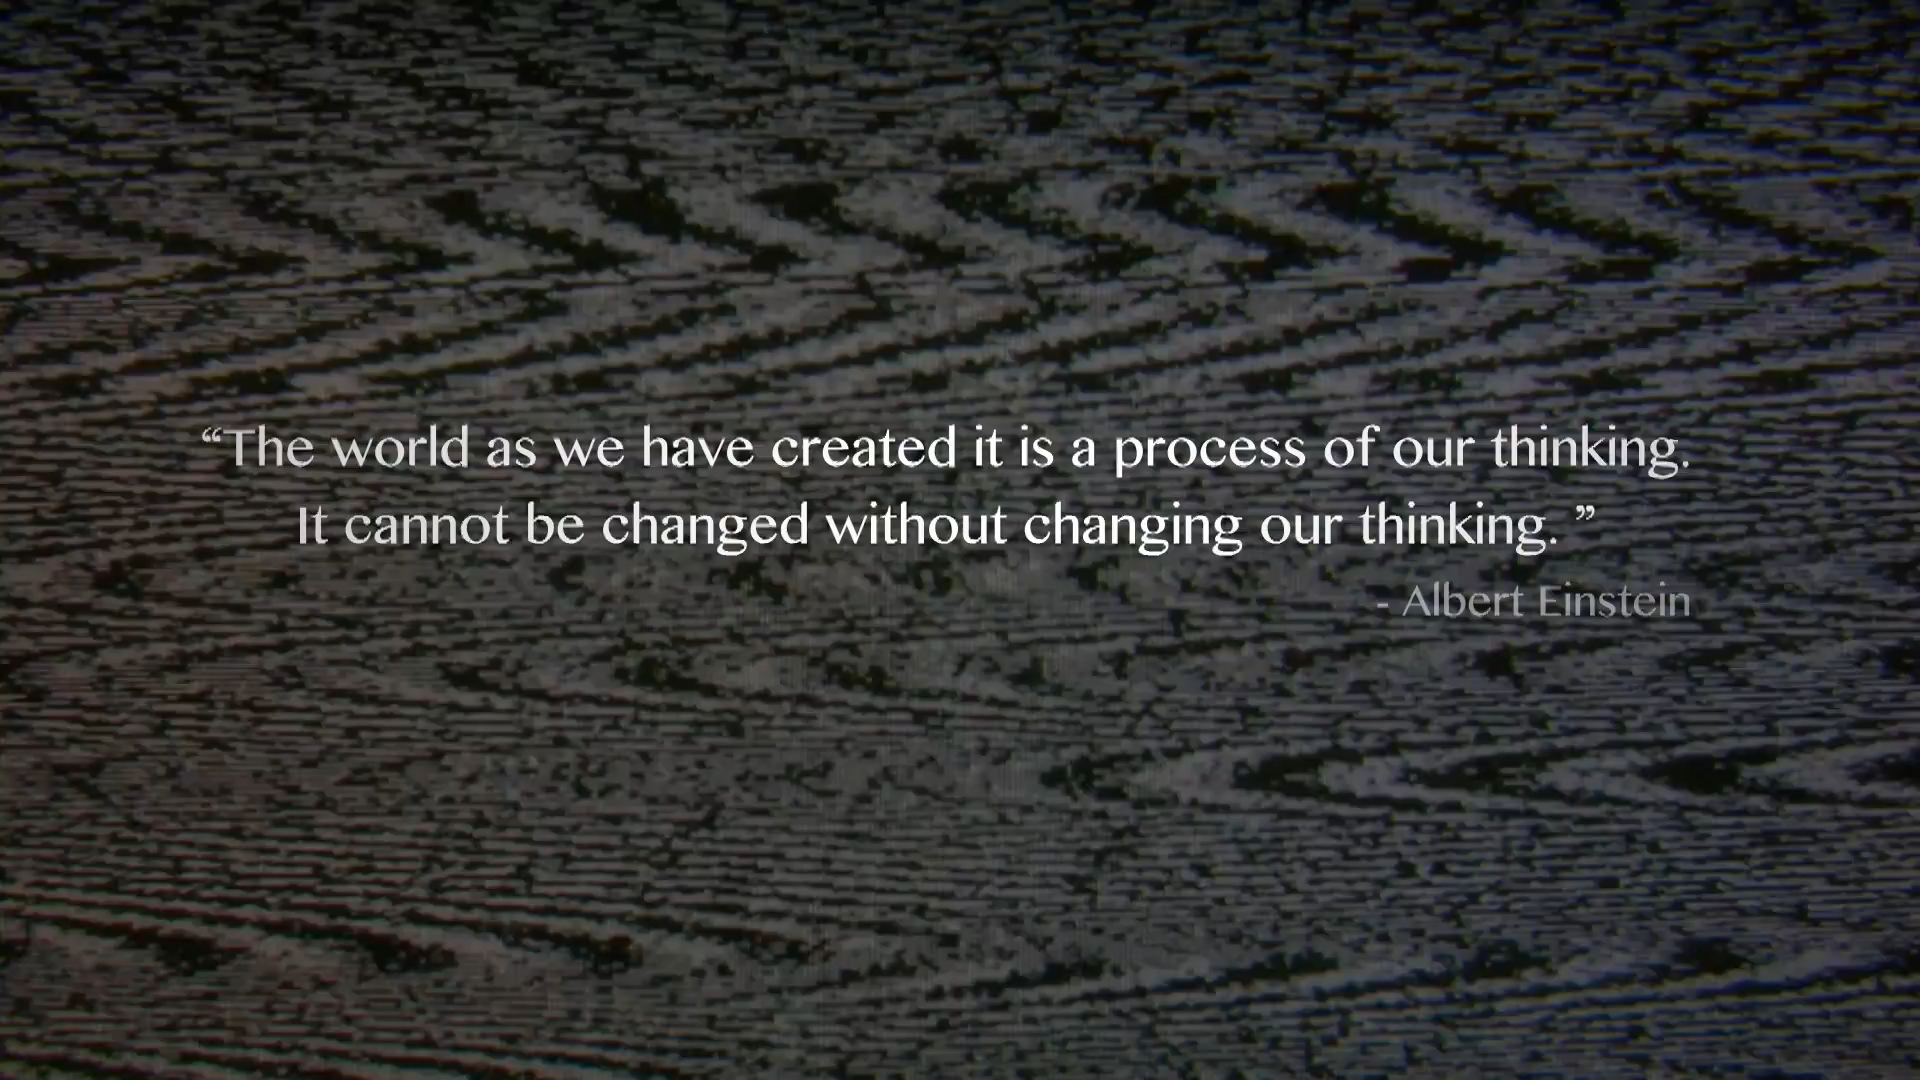 “The world as we have created it is a process of our thinking.
It cannot be changed without changing our thinking. ”
- Albert Einstein